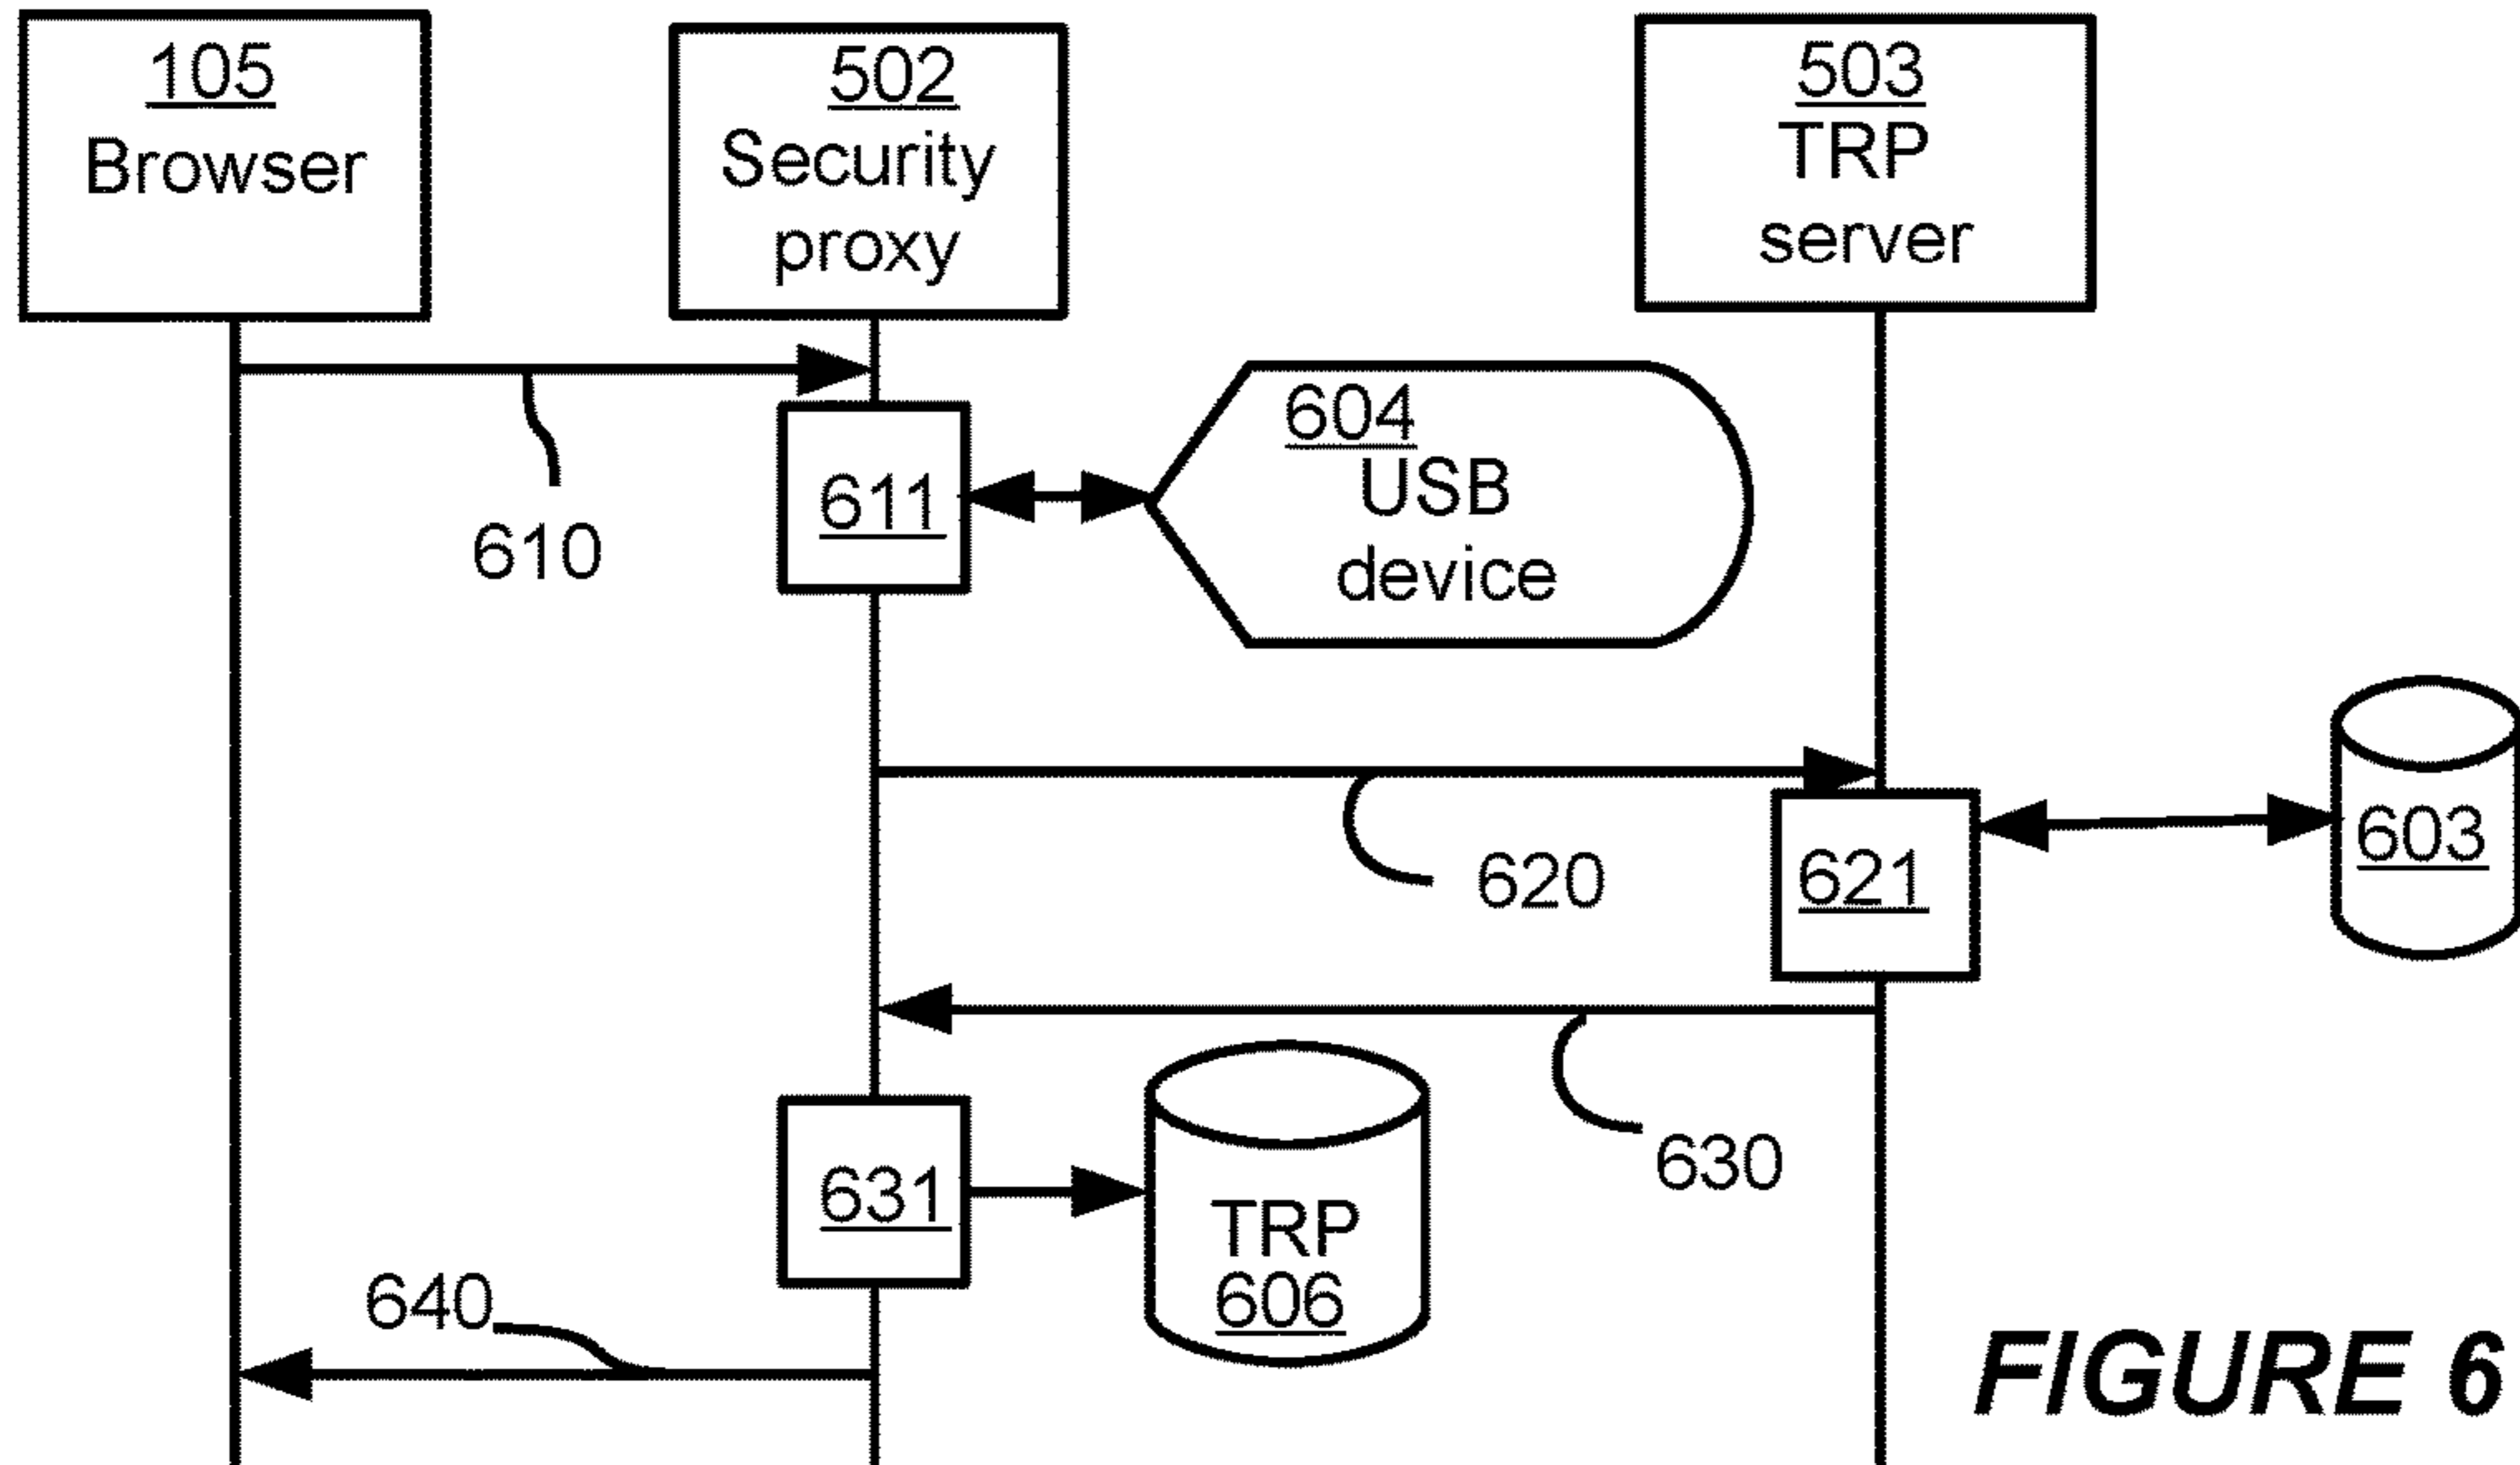 105
Browser
502
Security
proxy
503
TRP
server
610
611
604
USB
device
620
621
603
630
631
TRP
606
640
FIGURE 6